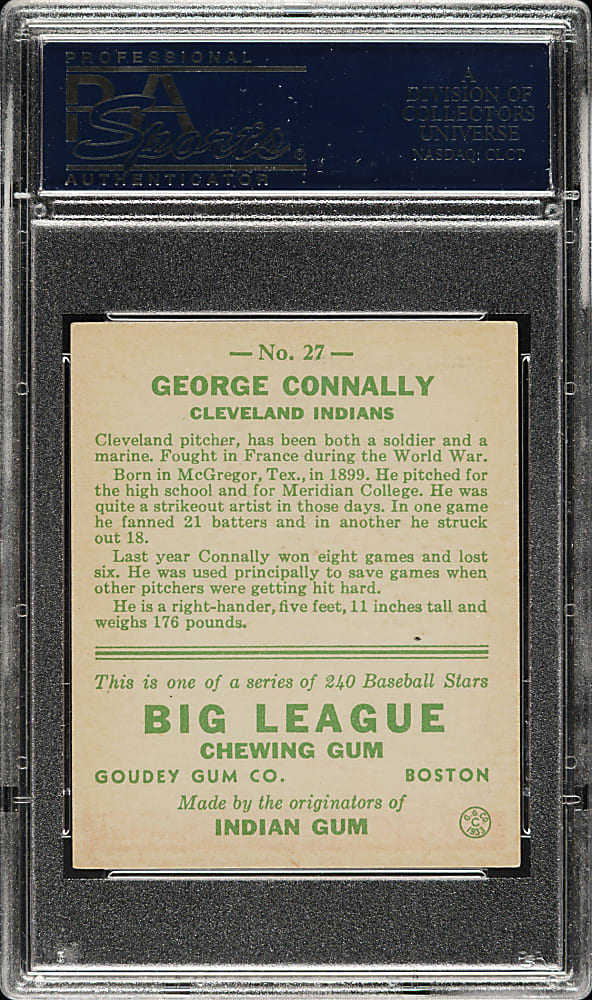 PROFESSIONAL
PSA
Sports®
AUTHENTICATOR
A
DIVISION OF
COLLECTORS
UNIVERSE
NASDAQ: CLCT
— No. 27 —
GEORGE CONNALLY
CLEVELAND INDIANS
Cleveland pitcher, has been both a soldier and a
marine. Fought in France during the World War.
Born in McGregor, Tex., in 1899. He pitched for
the high school and for Meridian College. He was
quite a strikeout artist in those days. In one game
he fanned 21 batters and in another he struck
out 18.
Last year Connally won eight games and lost
six. He was used principally to save games when
other pitchers were getting hit hard.
He is a right-hander, five feet, 11 inches tall and
weighs 176 pounds.
This is one of a series of 240 Baseball Stars
BIG LEAGUE
CHEWING GUM
GOUDEY GUM CO. BOSTON
Made by the originators of
INDIAN GUM
G. G. CO.
C
1933